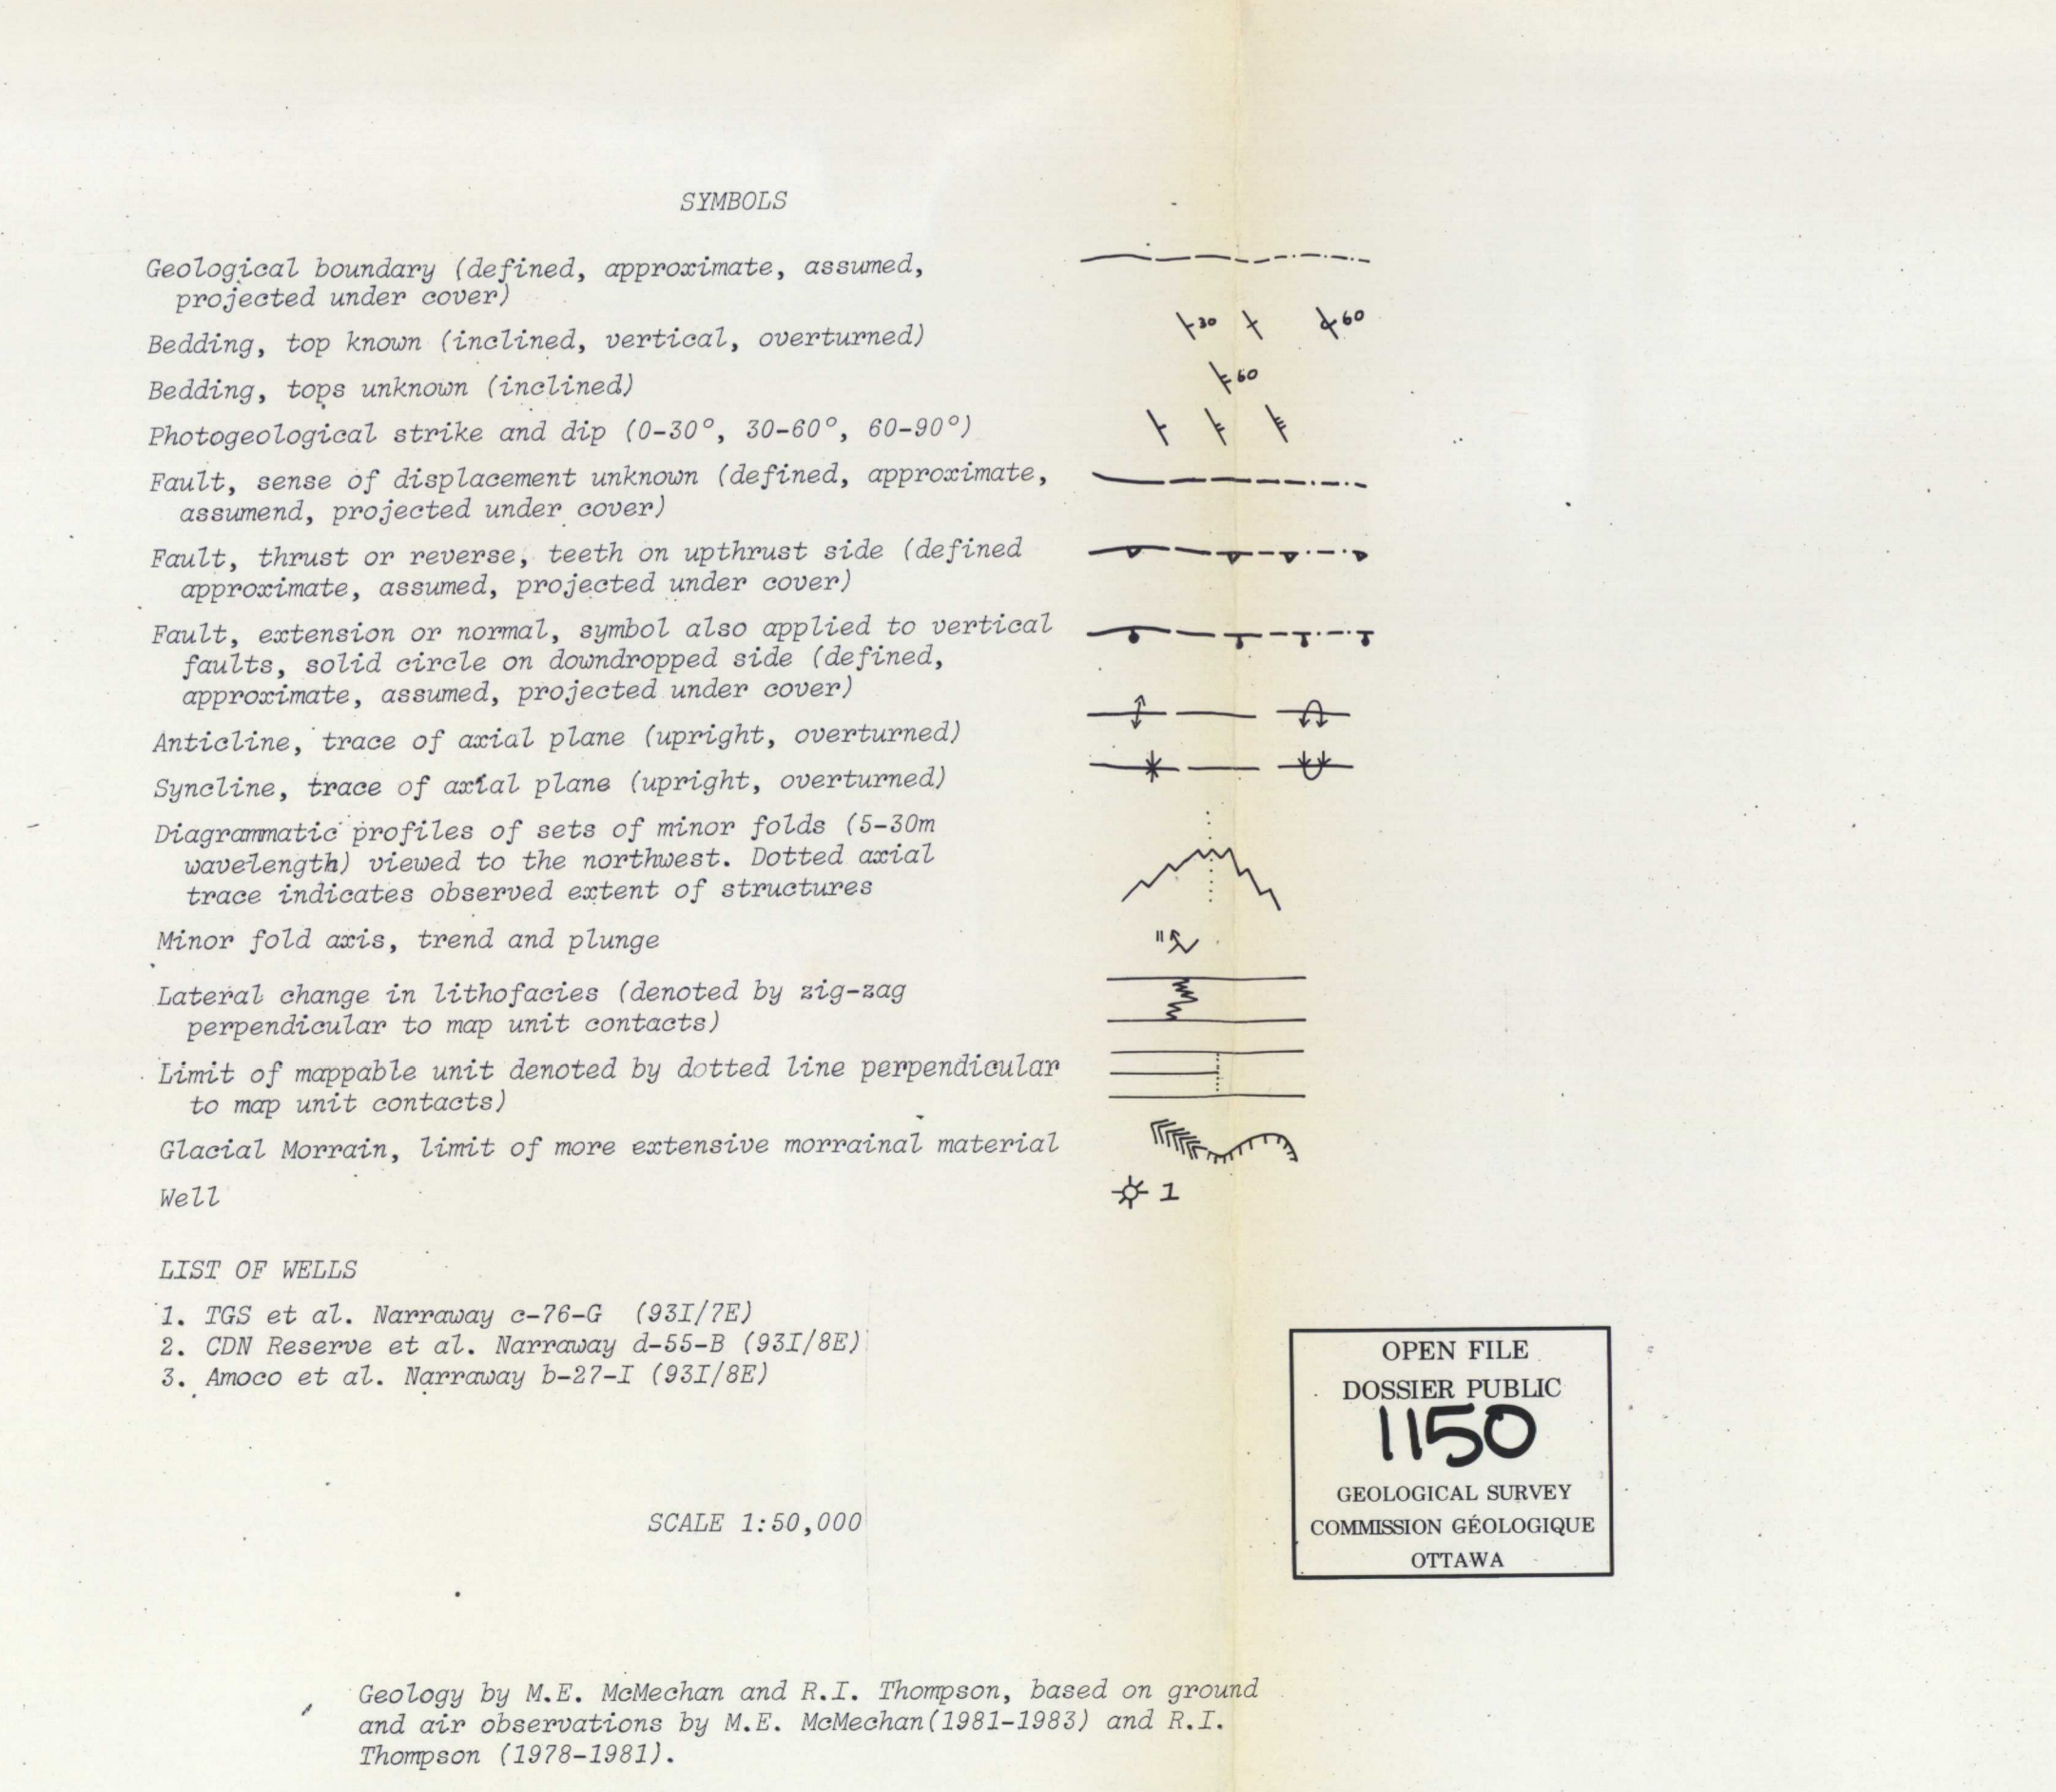 SYMBOLS
Geological boundary (defined, approximate, assumed,
projected under cover)
30
60
Bedding, top known (inclined, vertical, overturned)
60
Bedding, tops unknown (inclined)
Photogeological strike and dip (0-30°, 30-60°, 60-90°)
Fault, sense of displacement unknown (defined, approximate,
assumend, projected under cover)
Fault, thrust or reverse, teeth on upthrust side (defined
approximate, assumed, projected under cover)
Fault, extension or normal, symbol also applied to vertical
faults, solid circle on downdropped side (defined,
approximate, assumed, projected under cover)
Anticline, trace of axial plane (upright, overturned)
Syncline, trace of axial plane (upright, overturned)
Diagrammatic profiles of sets of minor folds (5-30m
wavelength) viewed to the northwest. Dotted axial
trace indicates observed extent of structures
Minor fold axis, trend and plunge
11
Lateral change in lithofacies (denoted by zig-zag
perpendicular to map unit contacts)
Limit of mappable unit denoted by dotted line perpendicular
to map unit contacts)
Glacial Morrain, limit of more extensive morrainal material
Well
1
LIST OF WELLS
1. TGS et al. Narraway c-76-G (93I/7E)
2. CDN Reserve et al. Narraway d-55-B (93I/8E)
3. Amoco et al. Narraway b-27-I (93I/8E)
OPEN FILE
DOSSIER PUBLIC
1150
GEOLOGICAL SURVEY
COMMISSION GÉOLOGIQUE
OTTAWA
SCALE 1:50,000
Geology by M.E. McMechan and R.I. Thompson, based on ground
and air observations by M.E. McMechan(1981-1983) and R.I.
Thompson (1978-1981).